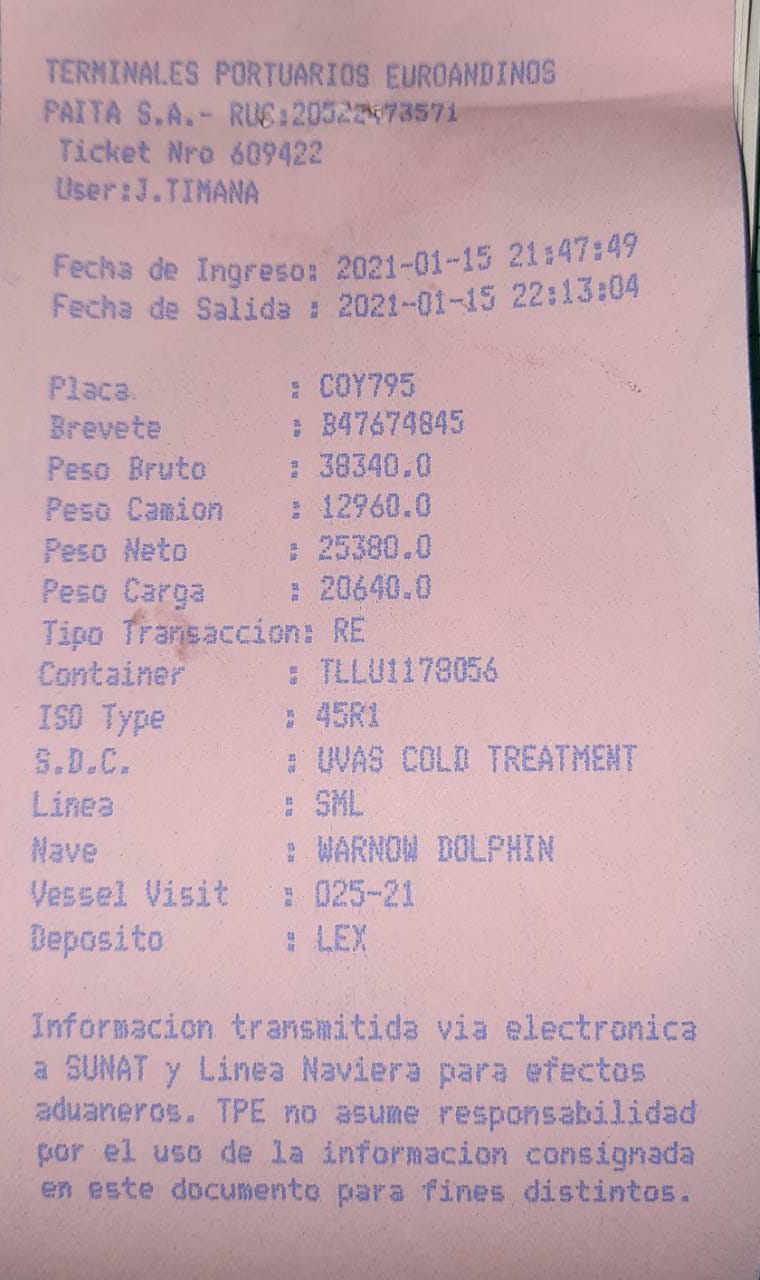 TERMINALES PORTUARIOS EUROANDINOS
PAITA S.A.- RUC:20522473571
Ticket Nro 609422
User:J.TIMANA
Fecha de Ingreso: 2021-01-15 21:47:49
Fecha de Salida : 2021-01-15 22:13:04
Placa : COY795
Brevete : B47674845
Peso Bruto : 38340.0
Peso Camion : 12960.0
Peso Neto : 25380.0
Peso Carga : 20640.0
Tipo Transaccion: RE
Container : TLLU1178056
ISO Type : 45R1
S.D.C. : UVAS COLD TREATMENT
Linea : SML
Nave : WARNOW DOLPHIN
Vessel Visit : 025-21
Deposito : LEX
Informacion transmitida via electronica
a SUNAT y Linea Naviera para efectos
aduaneros. TPE no asume responsabilidad
por el uso de la informacion consignada
en este documento para fines distintos.